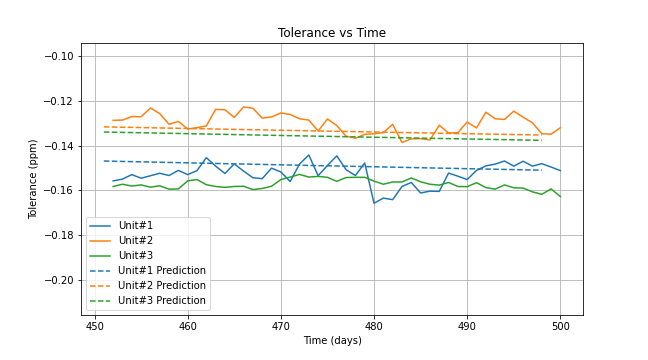 Tolerance vs Time
−0.10
−0.12
−0.14
−0.16
−0.18
−0.20
Tolerance (ppm)
Unit#1
Unit#2
Unit#3
Unit#1 Prediction
Unit#2 Prediction
Unit#3 Prediction
450 460 470 480 490 500
Time (days)